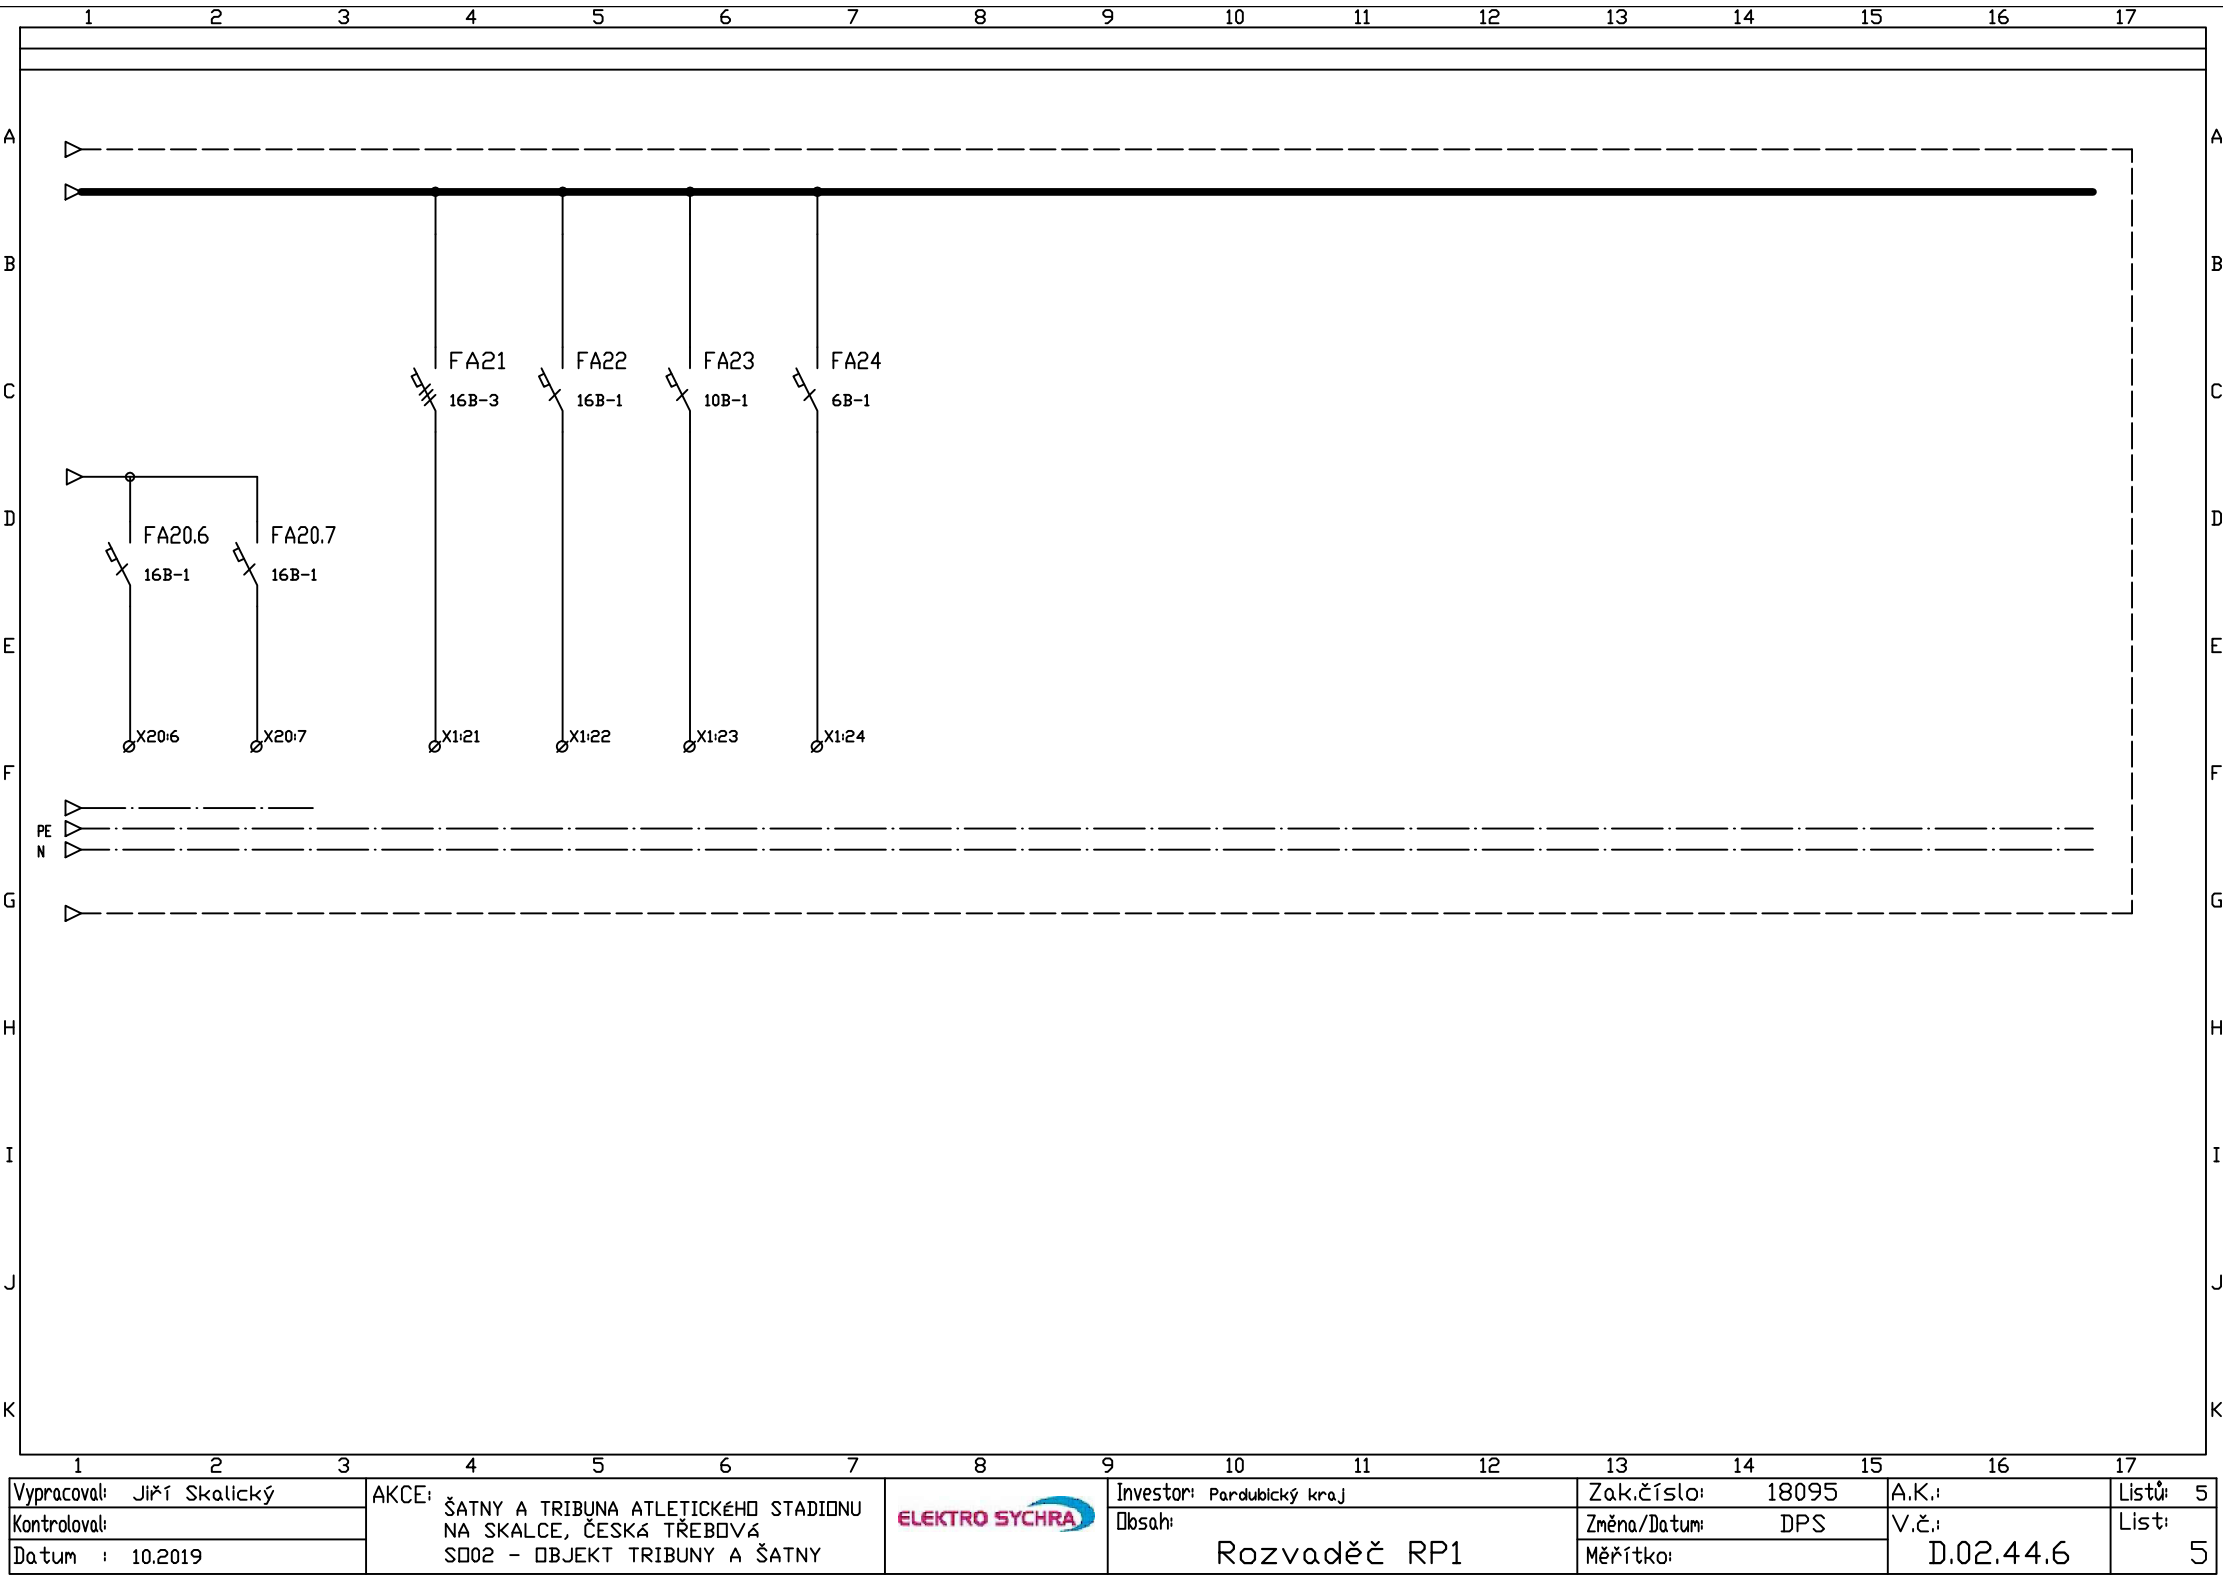 1 2 3 4 5 6 7 8 9 10 11 12 13 14 15 16 17
A A
B B
FA21 FA22 FA23 FA24
C 16B-3 16B-1 10B-1 6B-1 C
D D
FA20.6 FA20.7
16B-1 16B-1
E E
X20:6 X20:7 X1:21 X1:22 X1:23 X1:24
F F
PE
N
G G
H H
I I
J J
K K
1 2 3 4 5 6 7 8 9 10 11 12 13 14 15 16 17
Vypracoval: Jiří Skalický
Kontroloval:
Datum : 10.2019
AKCE:
ŠATNY A TRIBUNA ATLETICKéHO STADIONU
NA SKALCE, ČESKá TŘEBOVá
SO02 - OBJEKT TRIBUNY A ŠATNY
ELEKTRO SYCHRA
Investor: Pardubický kraj
Obsah:
Rozvaděč RP1
Zak.číslo: 18095
Změna/Datum: DPS
Měřítko:
A.K.:
V.č.:
D.02.44.6
Listů: 5
List:
5